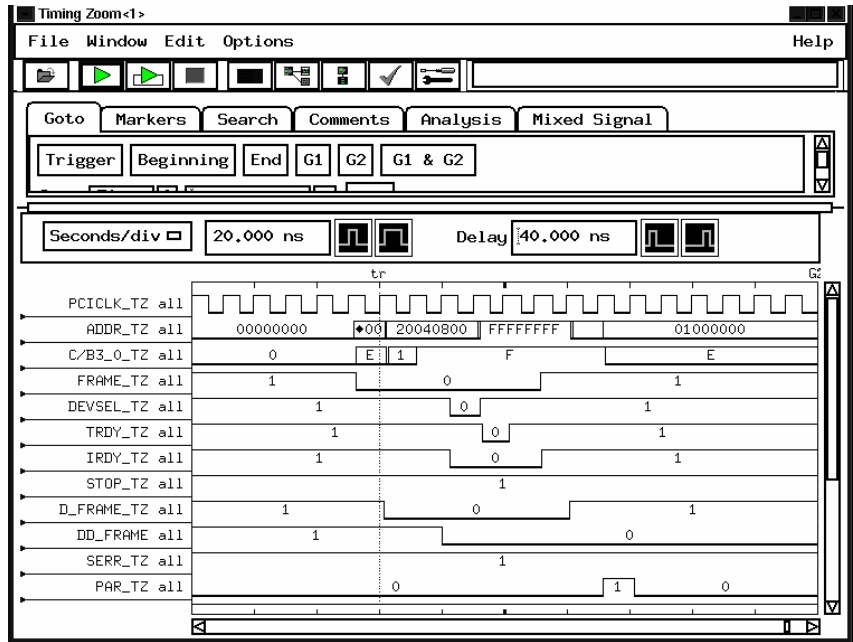 Timing Zoom<1>
File Window Edit Options Help
Goto Markers Search Comments Analysis Mixed Signal
Trigger Beginning End G1 G2 G1 & G2
Seconds/div 20.000 ns Delay 40.000 ns
tr G2
PCICLK_TZ all
ADDR_TZ all 00000000 00 20040800 FFFFFFFF 01000000
C/B3_0_TZ all 0 E 1 F E
FRAME_TZ all 1 0 1
DEVSEL_TZ all 1 0 1
TRDY_TZ all 1 0 1
IRDY_TZ all 1 0 1
STOP_TZ all 1
D_FRAME_TZ all 1 0 1
DD_FRAME all 1 0
SERR_TZ all 1
PAR_TZ all 0 1 0